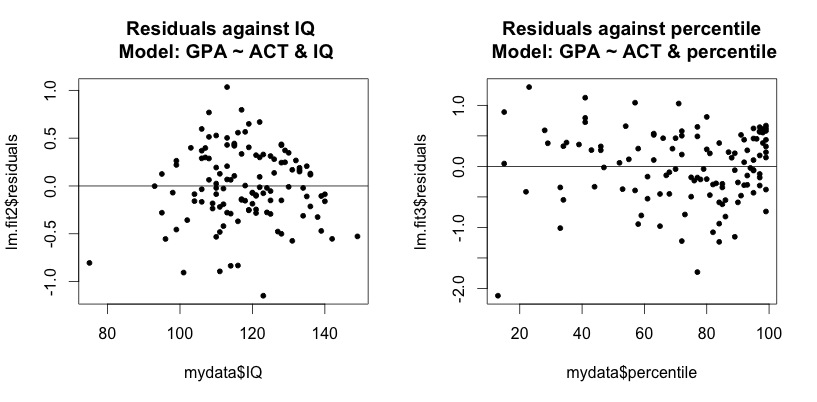 Residuals against IQ
Model: GPA ~ ACT & IQ
lm.fit2$residuals
1.0
0.5
0.0
-0.5
-1.0
80 100 120 140
mydata$IQ
Residuals against percentile
Model: GPA ~ ACT & percentile
lm.fit3$residuals
1.0
0.0
-1.0
-2.0
20 40 60 80 100
mydata$percentile